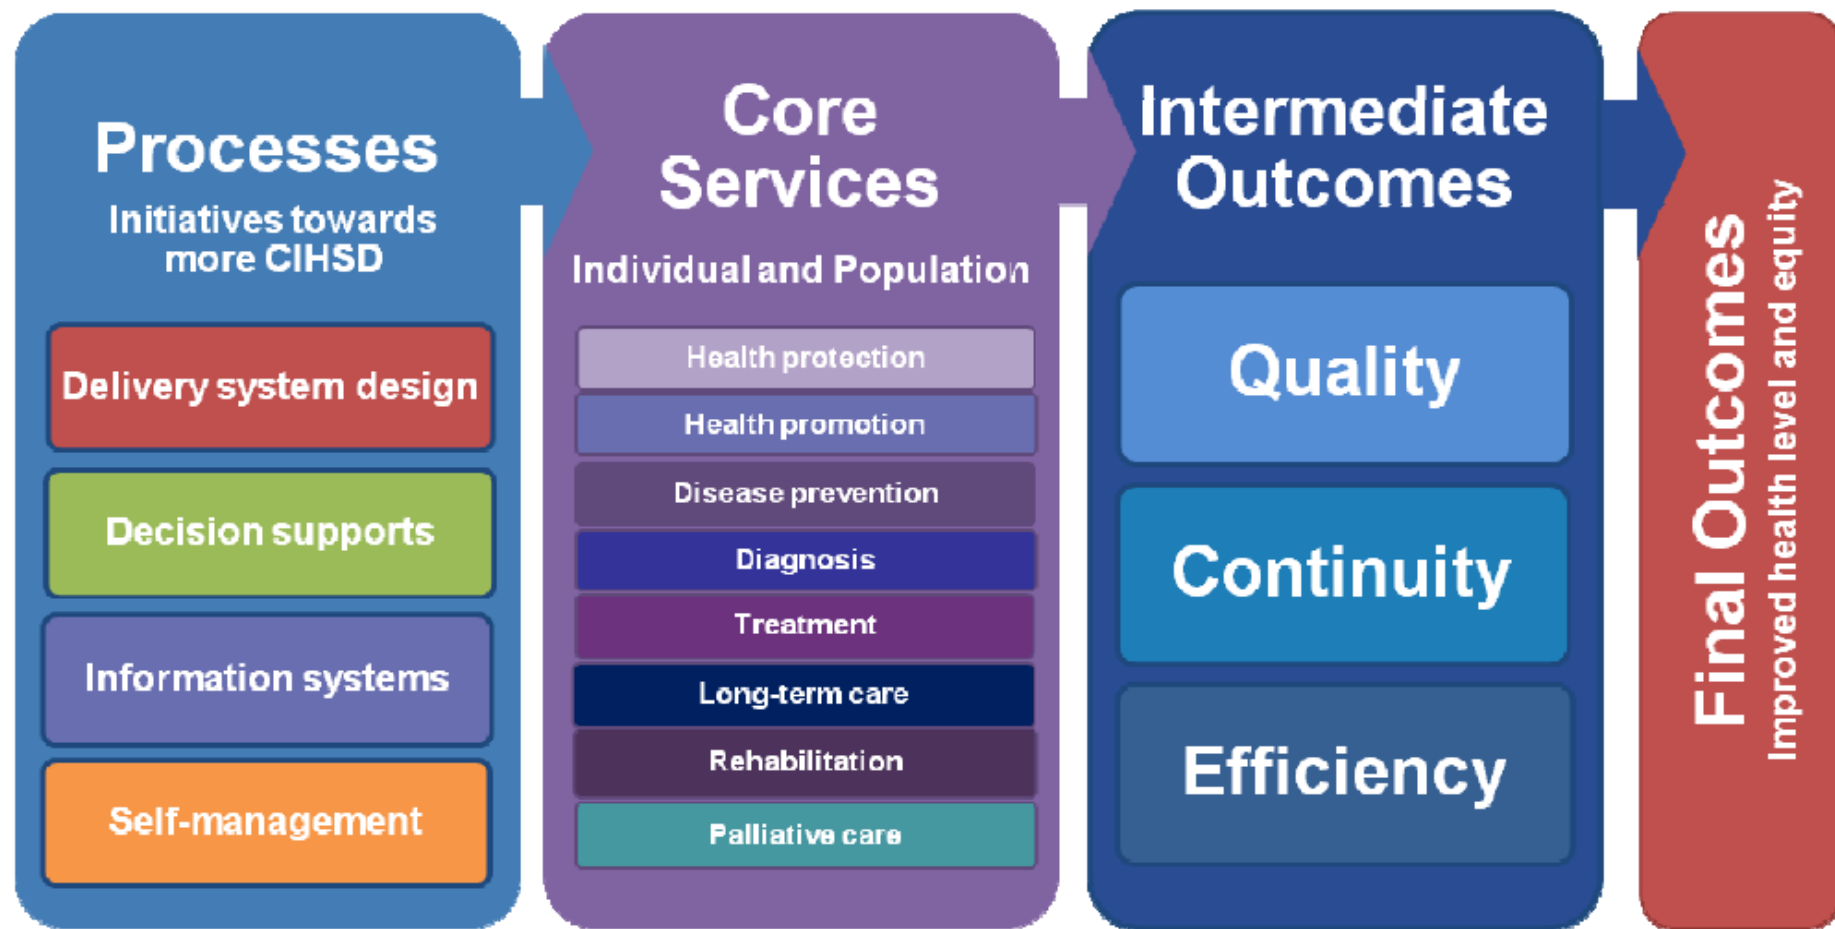 Processes
Initiatives towards
more CIHSD
Delivery system design
Decision supports
Information systems
Self-management
Core
Services
Individual and Population
Health protection
Health promotion
Disease prevention
Diagnosis
Treatment
Long-term care
Rehabilitation
Palliative care
Intermediate
Outcomes
Quality
Continuity
Efficiency
Final Outcomes
Improved health level and equity